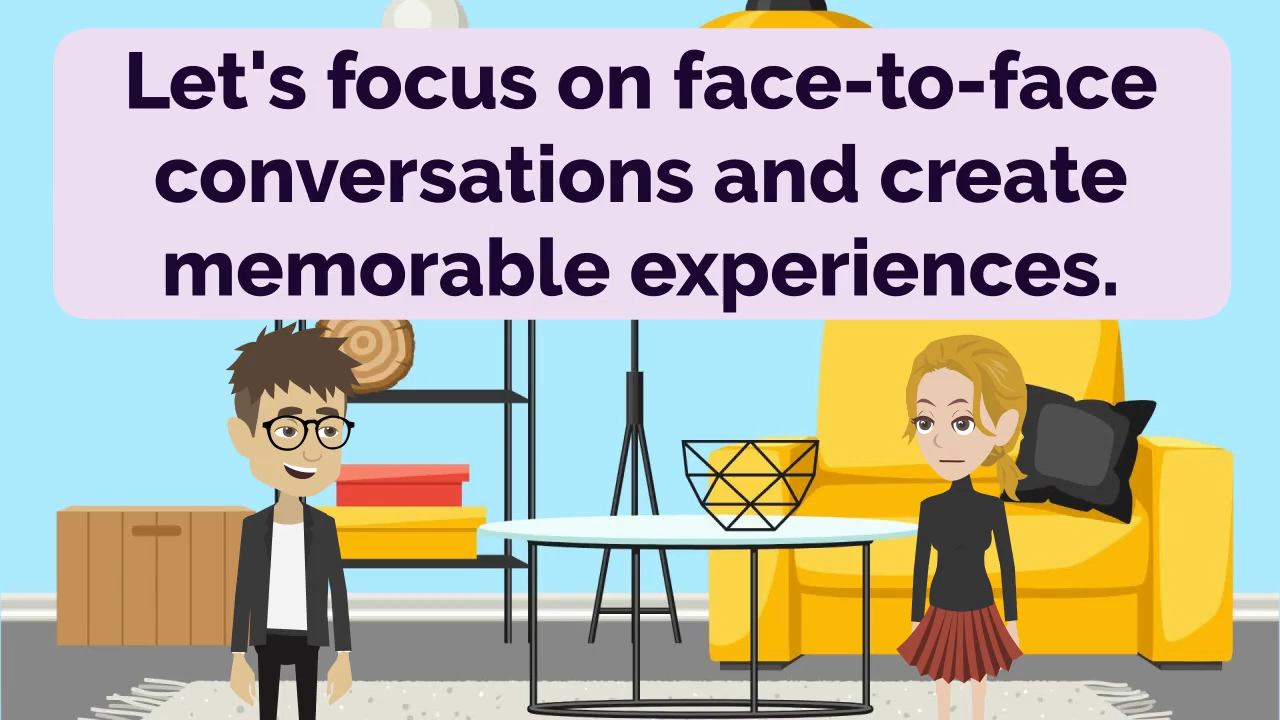 Let's focus on face-to-face
conversations and create
memorable experiences.